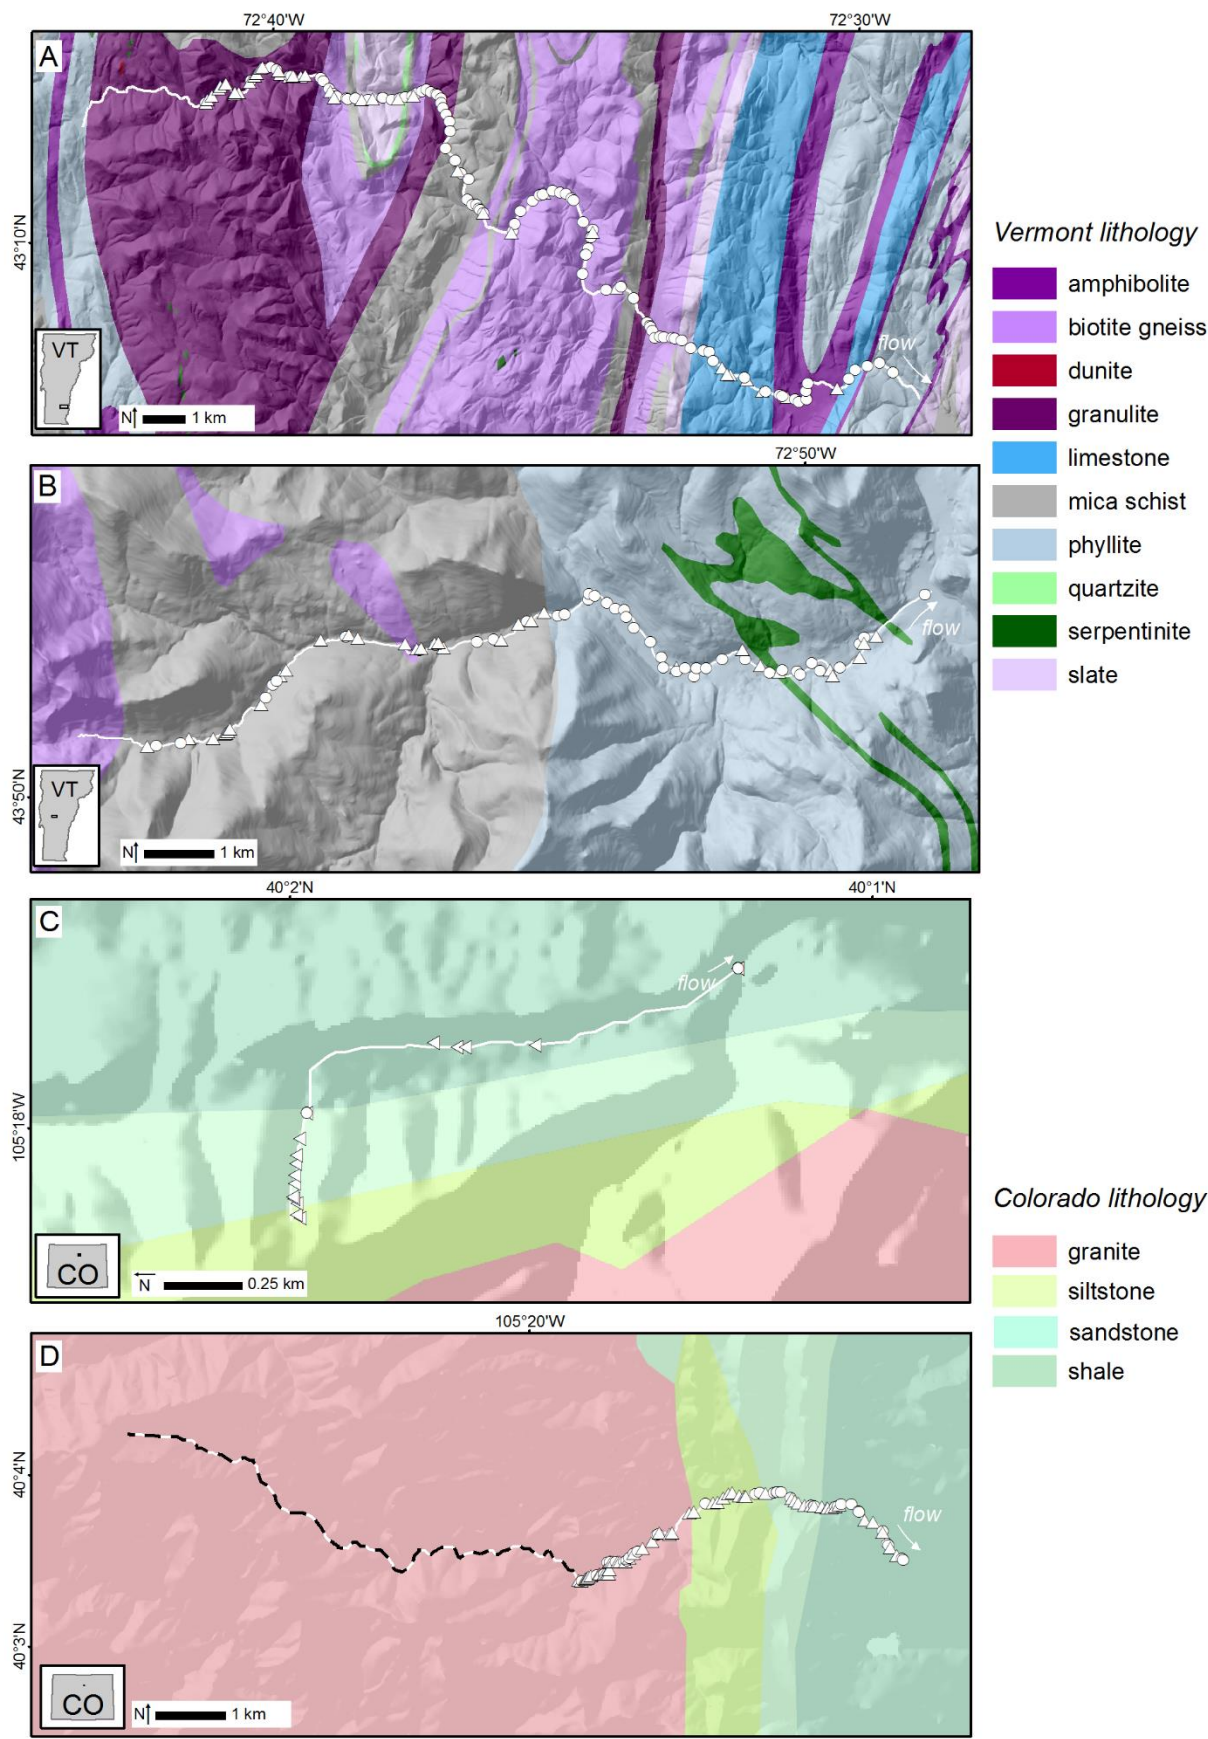 72°40'W
72°30'W
A
43°10'N
flow
VT
N
1 km
Vermont lithology
amphibolite
biotite gneiss
dunite
granulite
limestone
mica schist
phyllite
quartzite
serpentinite
slate
72°50'W
B
flow
43°50'N
VT
N
1 km
40°2'N
40°1'N
C
flow
105°18'W
CO
N
0.25 km
Colorado lithology
granite
siltstone
sandstone
shale
105°20'W
D
40°4'N
flow
40°3'N
CO
N
1 km